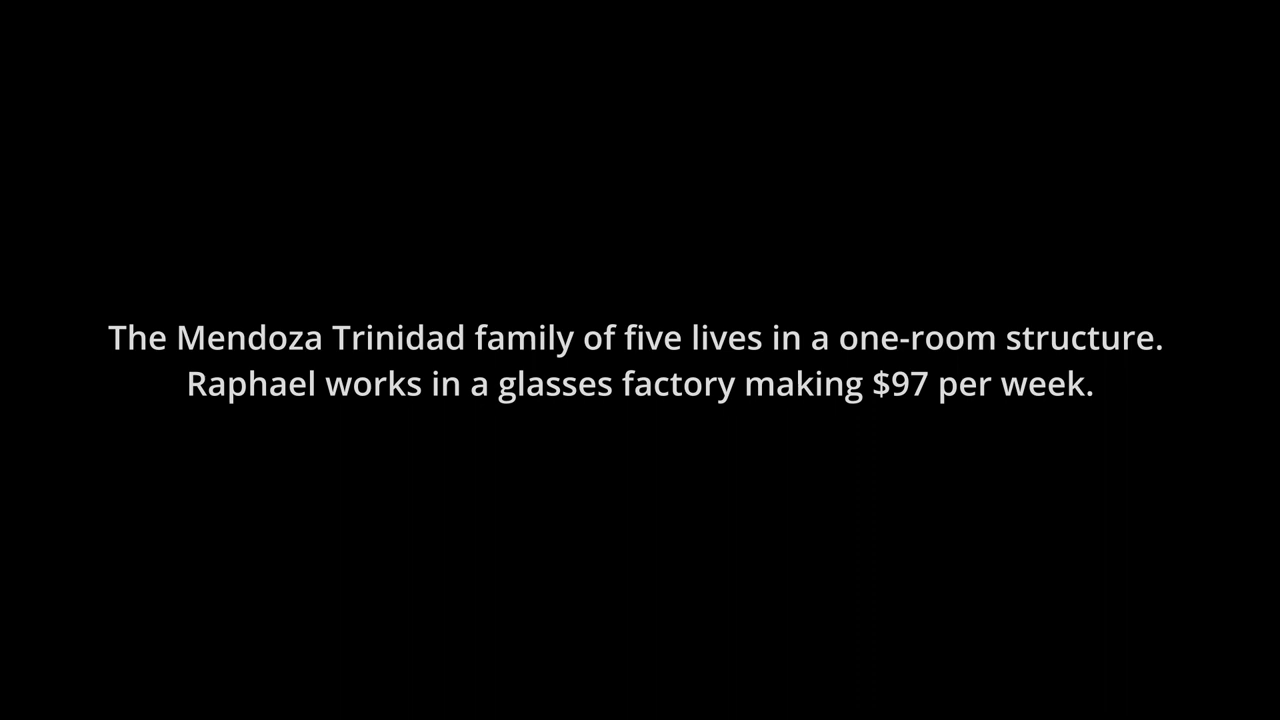 The Mendoza Trinidad family of five lives in a one-room structure.
Raphael works in a glasses factory making $97 per week.